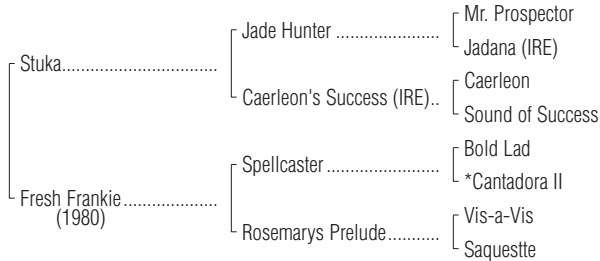 Mr. Prospector
Jade Hunter ......................
Jadana (IRE)
Stuka.................................
Caerleon
Caerleon's Success (IRE)..
Sound of Success
Bold Lad
Spellcaster ........................
*Cantadora II
Fresh Frankie....................
(1980)
Vis-a-Vis
Rosemarys Prelude...........
Saquestte